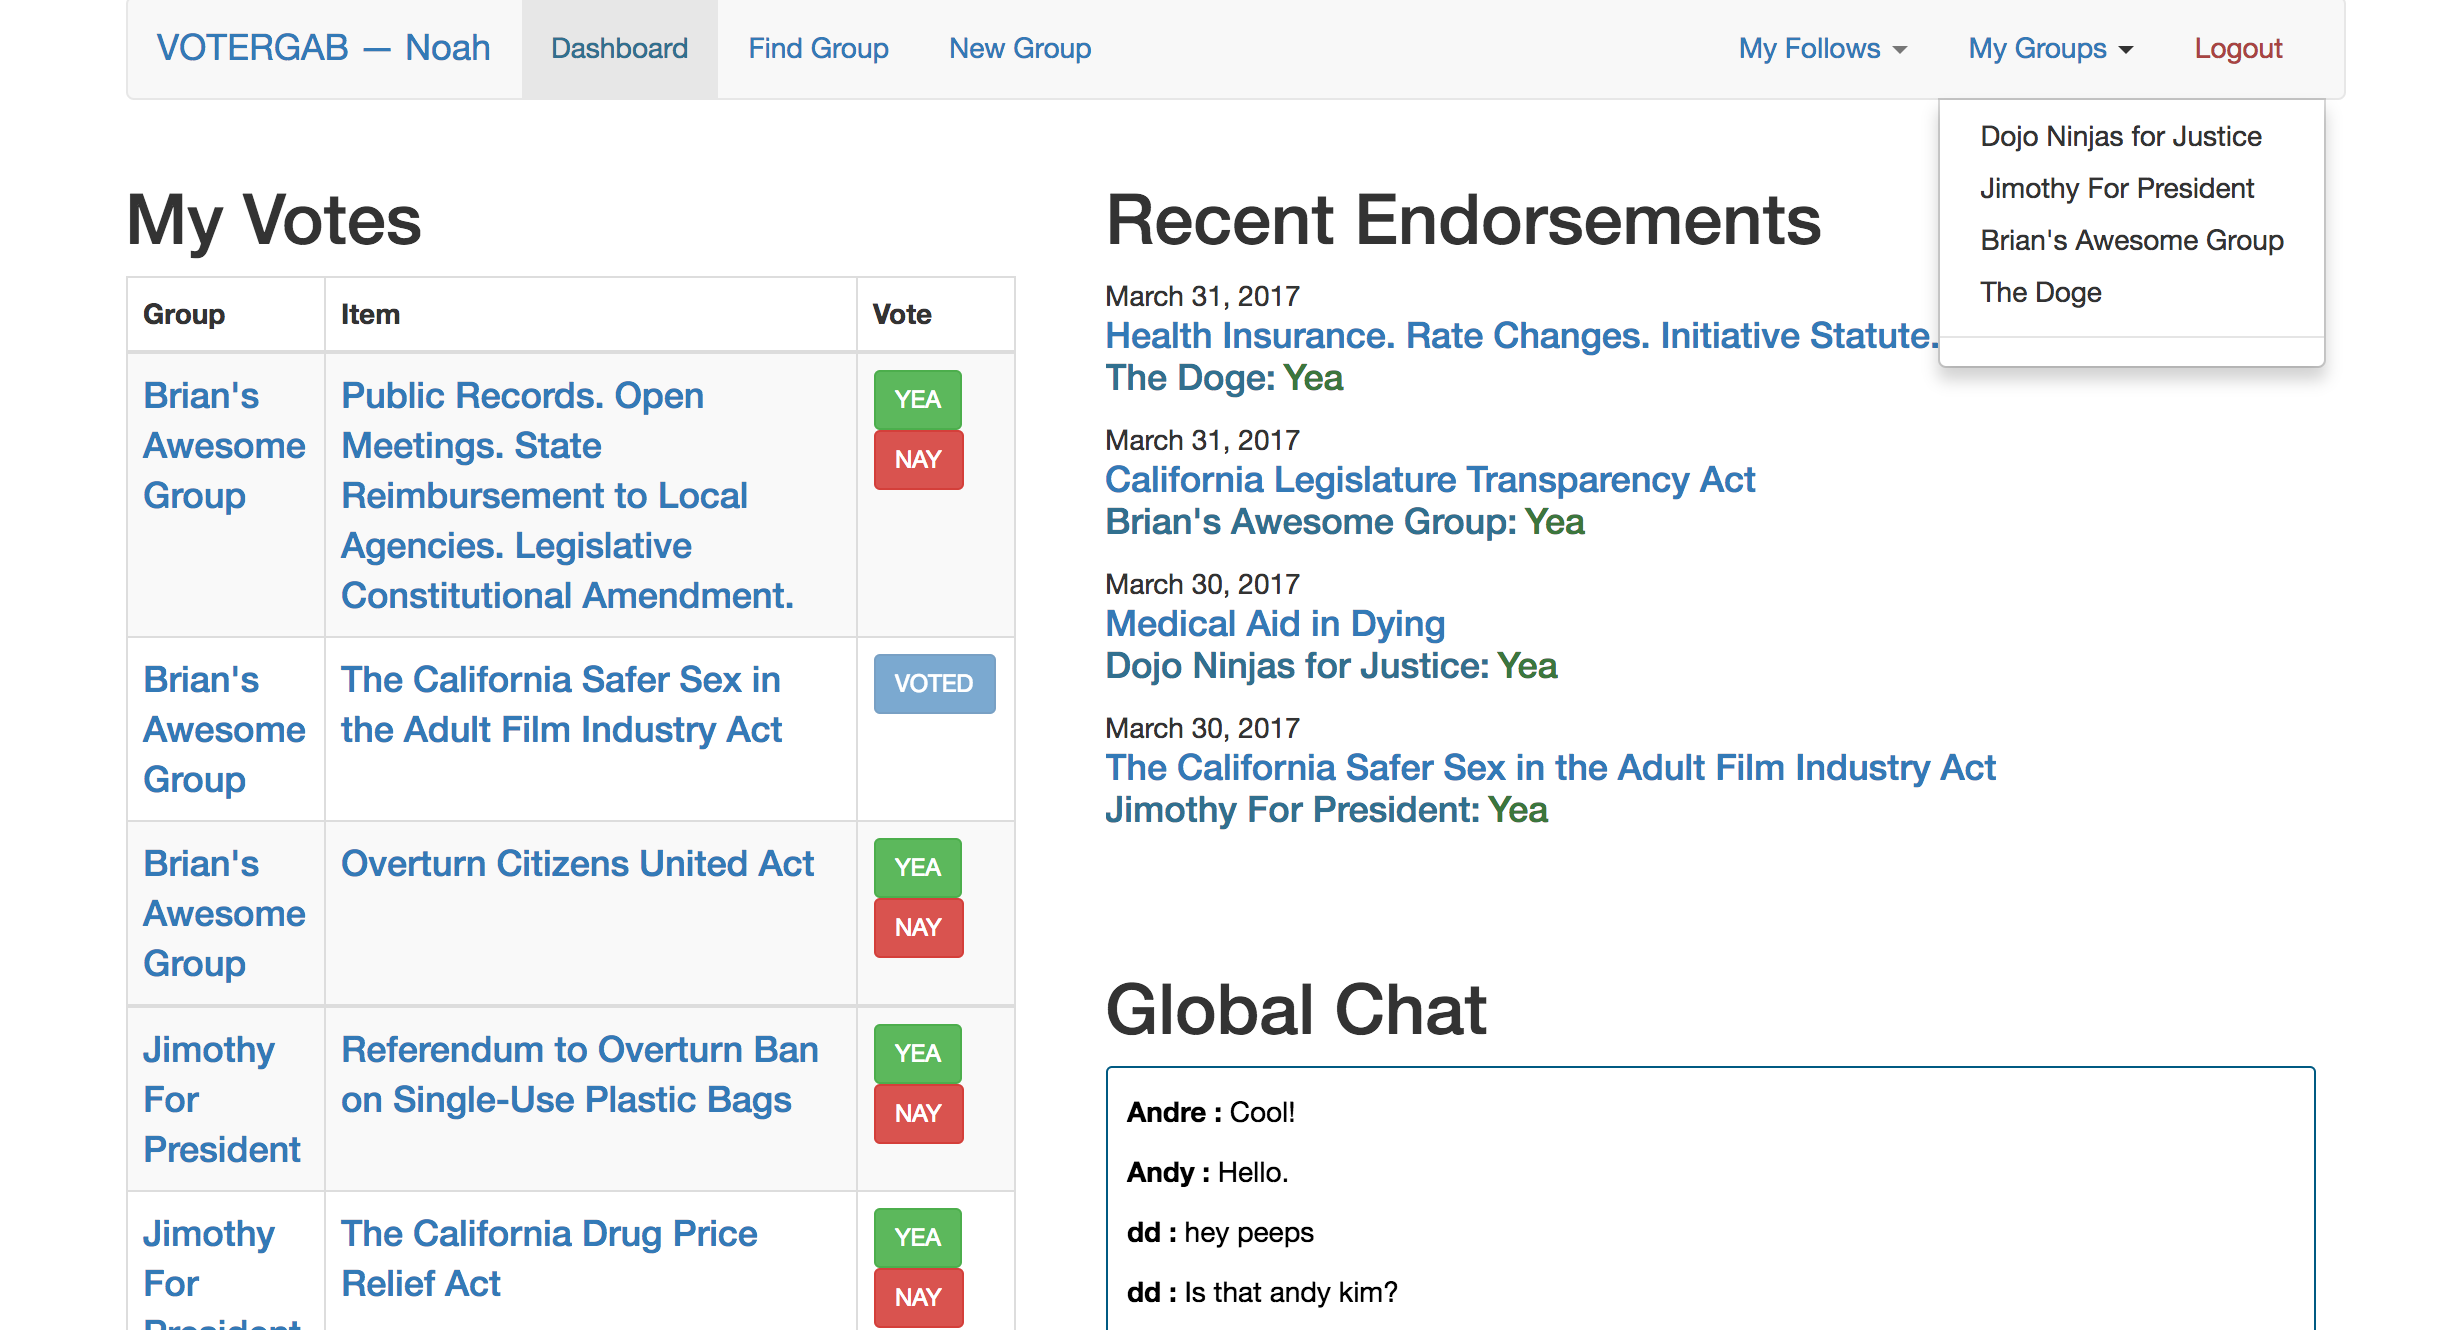 VOTERGAB — Noah
Dashboard
Find Group
New Group
My Follows
My Groups
Logout
Dojo Ninjas for Justice
Jimothy For President
Brian's Awesome Group
The Doge
My Votes
Group
Item
Vote
Brian's
Awesome
Group
Public Records. Open
Meetings. State
Reimbursement to Local
Agencies. Legislative
Constitutional Amendment.
YEA
NAY
Brian's
Awesome
Group
The California Safer Sex in
the Adult Film Industry Act
VOTED
Brian's
Awesome
Group
Overturn Citizens United Act
YEA
NAY
Jimothy
For
President
Referendum to Overturn Ban
on Single-Use Plastic Bags
YEA
NAY
Jimothy
For
President
The California Drug Price
Relief Act
YEA
NAY
Recent Endorsements
March 31, 2017
Health Insurance. Rate Changes. Initiative Statute.
The Doge: Yea
March 31, 2017
California Legislature Transparency Act
Brian's Awesome Group: Yea
March 30, 2017
Medical Aid in Dying
Dojo Ninjas for Justice: Yea
March 30, 2017
The California Safer Sex in the Adult Film Industry Act
Jimothy For President: Yea
Global Chat
Andre : Cool!
Andy : Hello.
dd : hey peeps
dd : Is that andy kim?